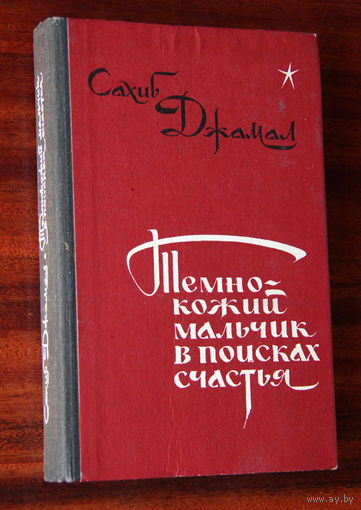 Сахиб
Джамал
Темно-
кожий
мальчик
в поисках
счастья
Сахиб Джамал • Темнокожий мальчик в поисках счастья
www.ay.by